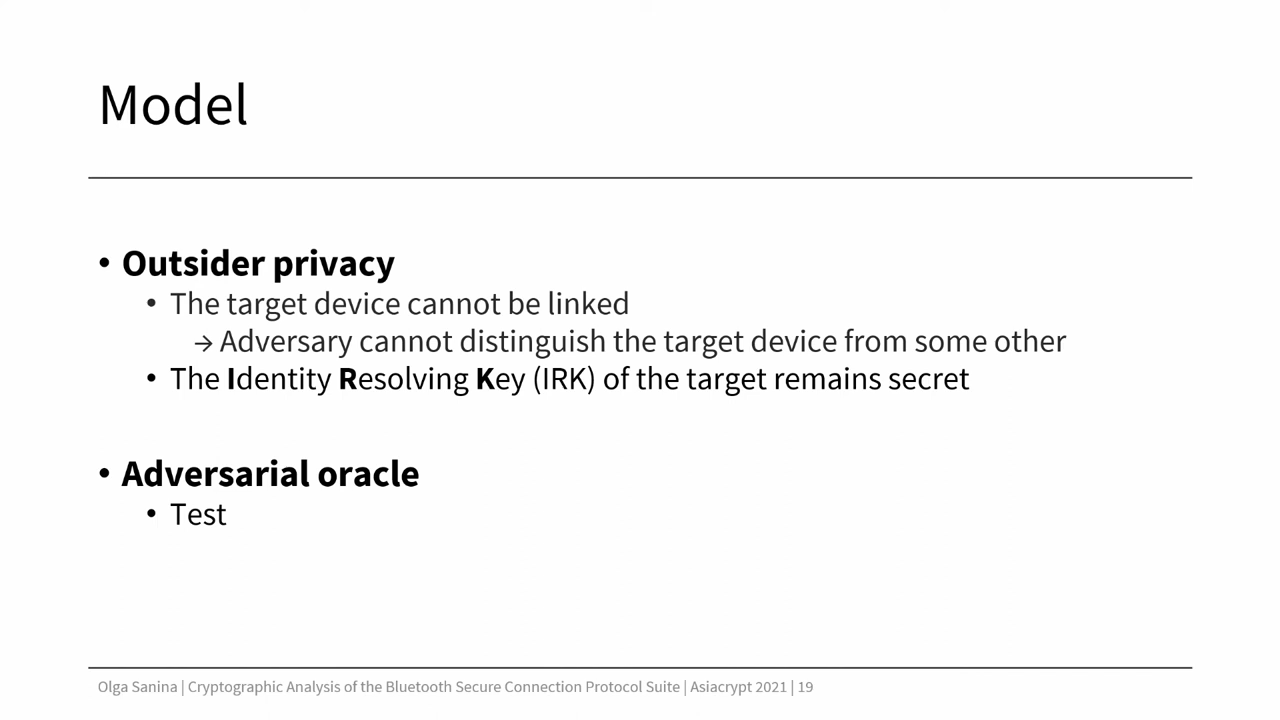 Model
• Outsider privacy
• The target device cannot be linked
→ Adversary cannot distinguish the target device from some other
• The Identity Resolving Key (IRK) of the target remains secret
• Adversarial oracle
• Test
Olga Sanina | Cryptographic Analysis of the Bluetooth Secure Connection Protocol Suite | Asiacrypt 2021 | 19